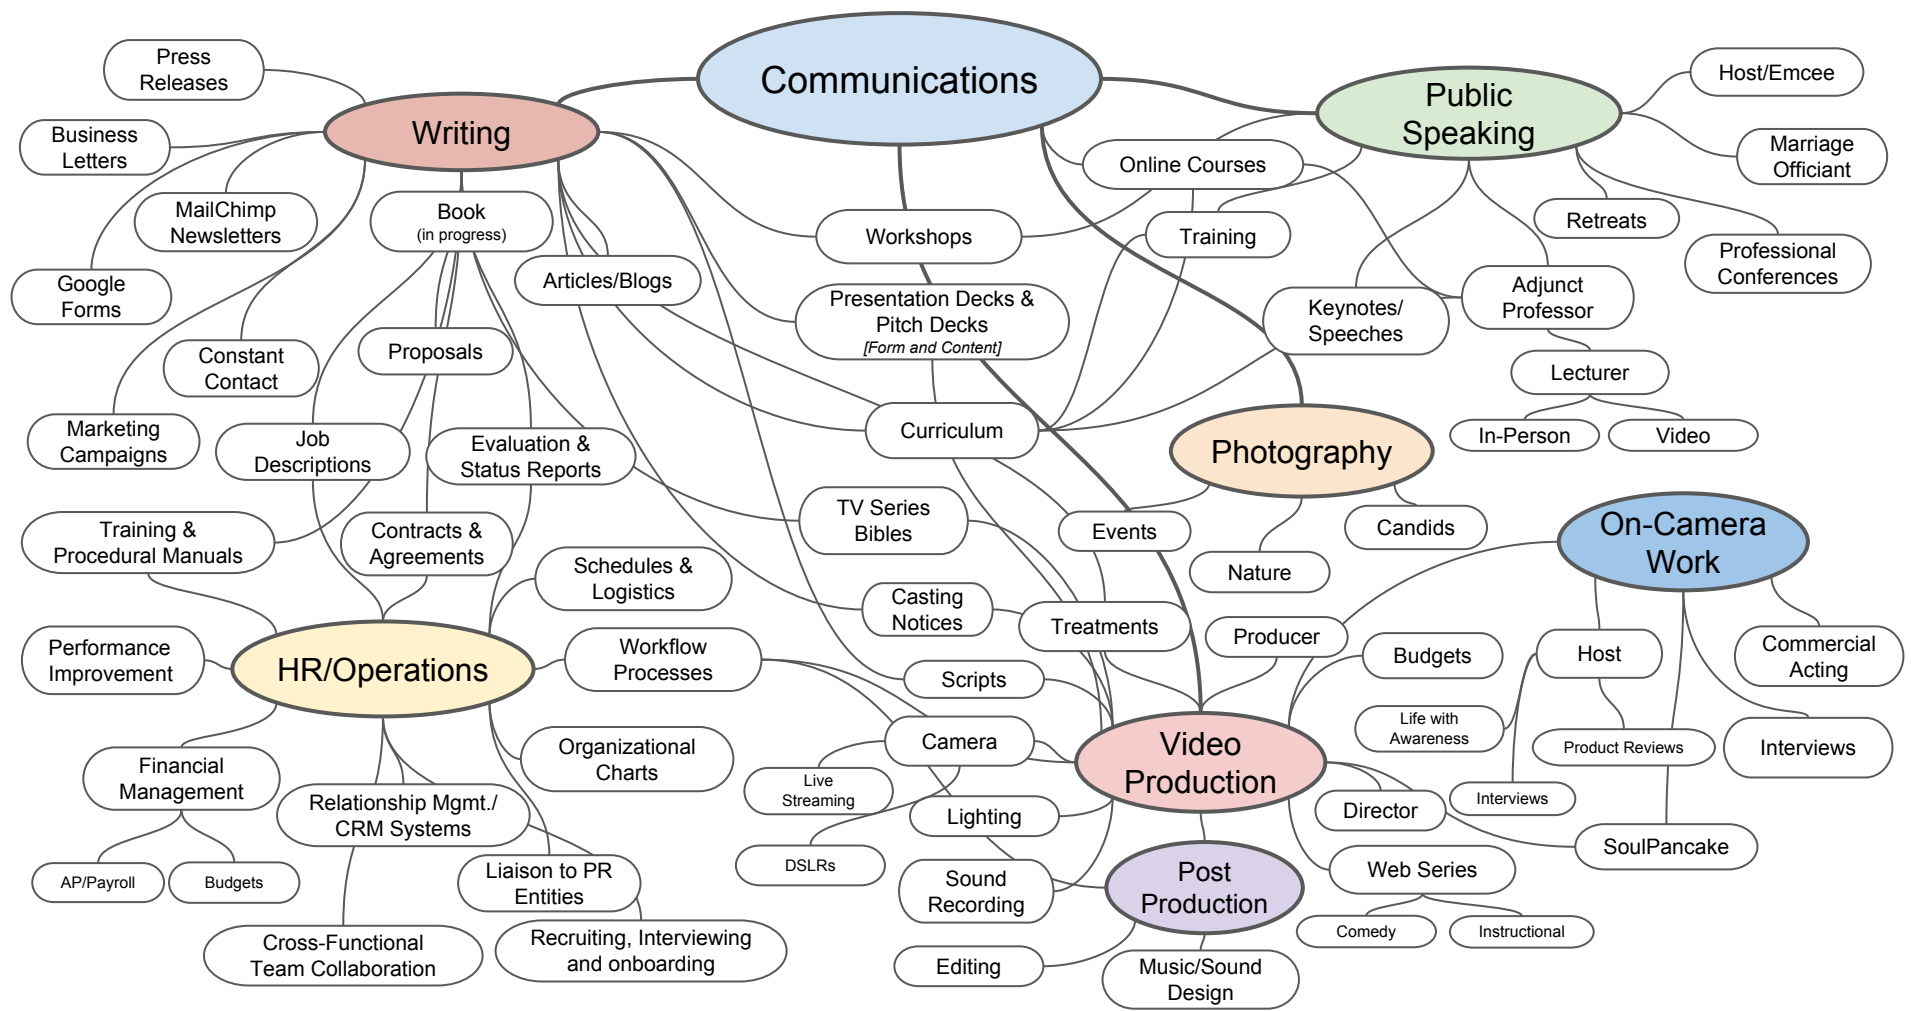 Communications
Press
Releases
Writing
Public
Speaking
Host/Emcee
Business
Letters
Online Courses
Marriage
Officiant
MailChimp
Newsletters
Book
(in progress)
Workshops
Training
Retreats
Professional
Conferences
Google
Forms
Articles/Blogs
Presentation Decks &
Pitch Decks
[Form and Content]
Keynotes/
Speeches
Adjunct
Professor
Constant
Contact
Proposals
Lecturer
Marketing
Campaigns
Job
Descriptions
Evaluation &
Status Reports
Curriculum
Photography
In-Person
Video
Training &
Procedural Manuals
Contracts &
Agreements
TV Series
Bibles
Events
Candids
On-Camera
Work
Schedules &
Logistics
Nature
Casting
Notices
Treatments
Producer
Performance
Improvement
HR/Operations
Workflow
Processes
Scripts
Budgets
Host
Commercial
Acting
Life with
Awareness
Product Reviews
Interviews
Organizational
Charts
Camera
Video
Production
Financial
Management
Relationship Mgmt./
CRM Systems
Live
Streaming
Lighting
Director
Interviews
SoulPancake
AP/Payroll
Budgets
Liaison to PR
Entities
DSLRs
Sound
Recording
Post
Production
Web Series
Comedy
Instructional
Cross-Functional
Team Collaboration
Recruiting, Interviewing
and onboarding
Editing
Music/Sound
Design